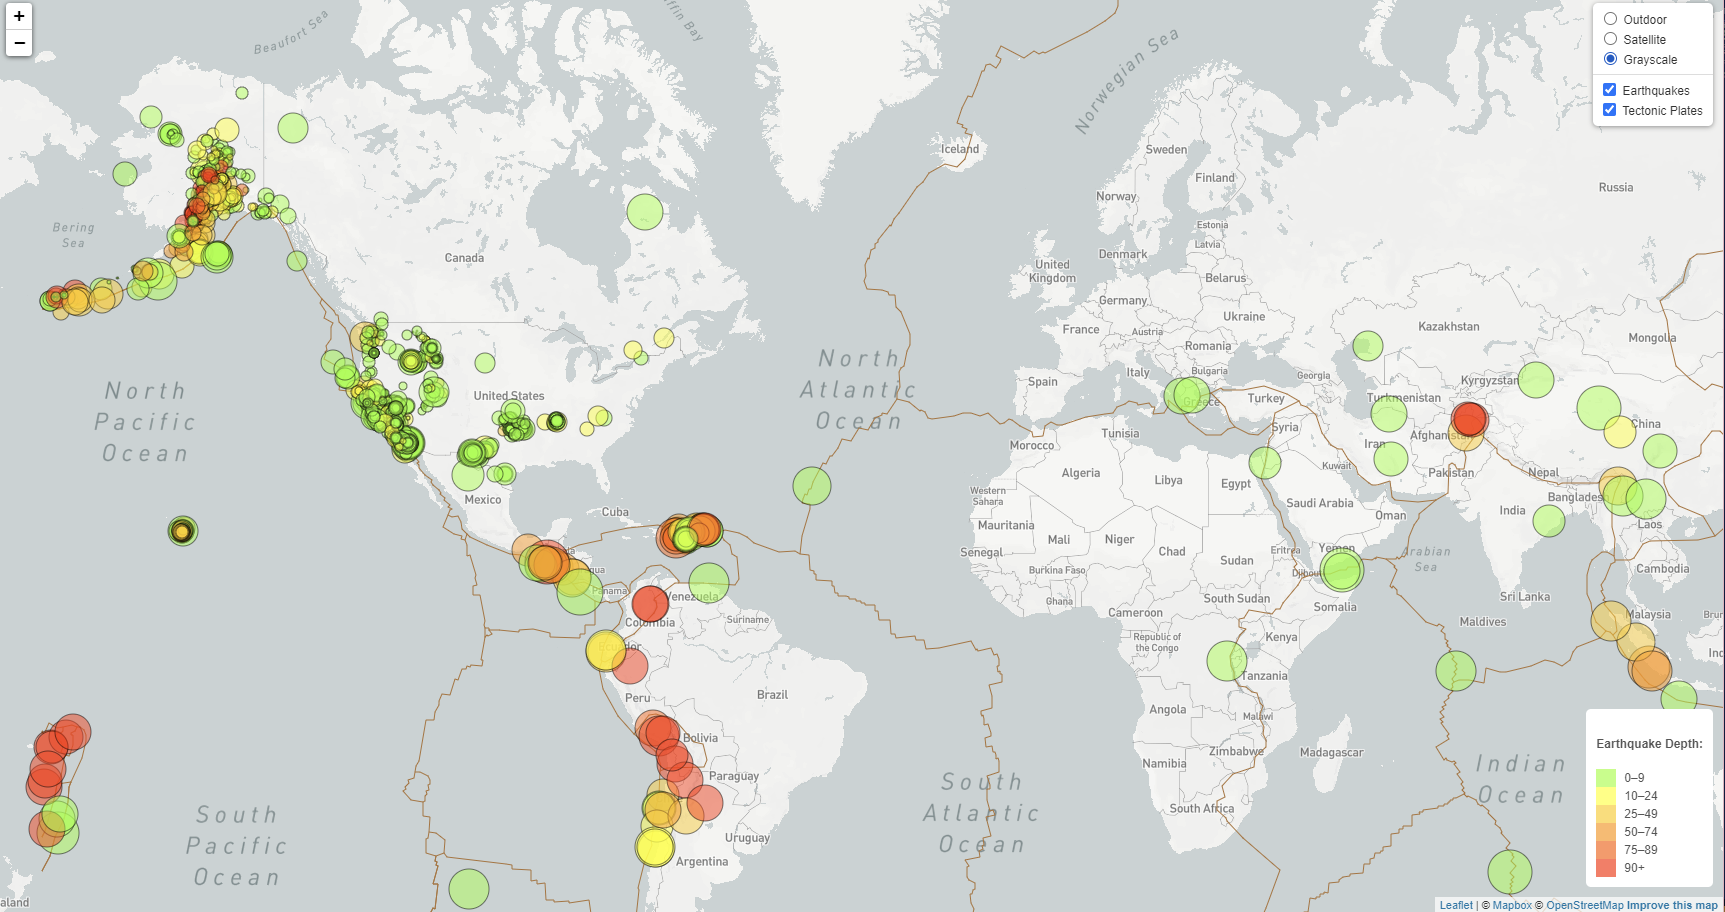 +
−
Beaufort Sea
Norwegian Sea
Outdoor
Satellite
Grayscale
Earthquakes
Tectonic Plates
Iceland
Sweden
Finland
Norway
Russia
Bering
Sea
Estonia
Latvia
Denmark
Canada
United
Kingdom
Belarus
Germany
Ukraine
France
Austria
Kazakhstan
Mongolia
Romania
North
Atlantic
Ocean
Italy
Bulgaria
Georgia
Spain
Kyrgyzstan
North
Pacific
Ocean
United States
Greece
Turkey
Turkmenistan
Syria
China
Morocco
Tunisia
Iran
Afghanistan
Algeria
Libya
Egypt
Kuwait
Pakistan
Nepal
Western
Sahara
Saudi Arabia
Bangladesh
Mexico
Cuba
India
Oman
Laos
Mauritania
Mali
Niger
Chad
Senegal
Sudan
Eritrea
Yemen
Arabian
Sea
Burkina Faso
Djibouti
Cambodia
Panama
Venezuela
Ghana
South Sudan
Somalia
Sri Lanka
Colombia
Suriname
Cameroon
Maldives
Malaysia
Ecuador
Republic of
the Congo
Kenya
Tanzania
Peru
Brazil
Angola
Malawi
Bolivia
Zimbabwe
Madagascar
Namibia
Paraguay
South
Atlantic
Ocean
Indian
Ocean
South
Pacific
Ocean
South Africa
Uruguay
Argentina
aland
Earthquake Depth:
0–9
10–24
25–49
50–74
75–89
90+
Leaflet | © Mapbox © OpenStreetMap Improve this map